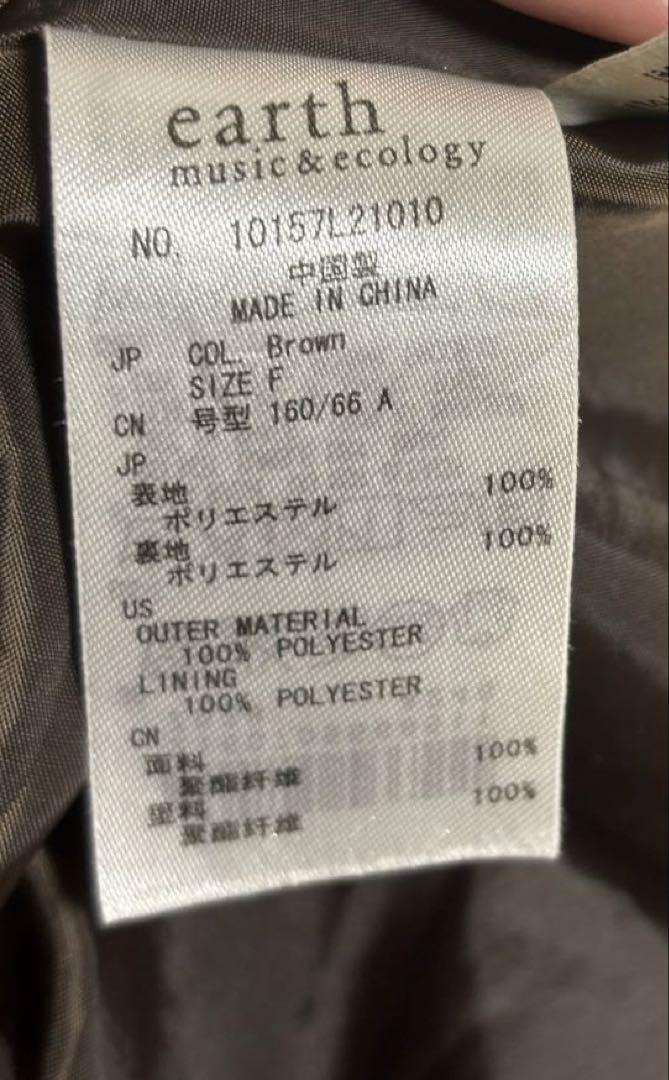 earth
music & ecology
NO. 10157L21010
中国製
MADE IN CHINA
JP COL. Brown
SIZE F
CN 号型 160/66 A
JP
表地
ポリエステル 100%
裏地
ポリエステル 100%
US
OUTER MATERIAL
100% POLYESTER
LINING
100% POLYESTER
CN
面料
聚酯纤维 100%
里料
聚酯纤维 100%